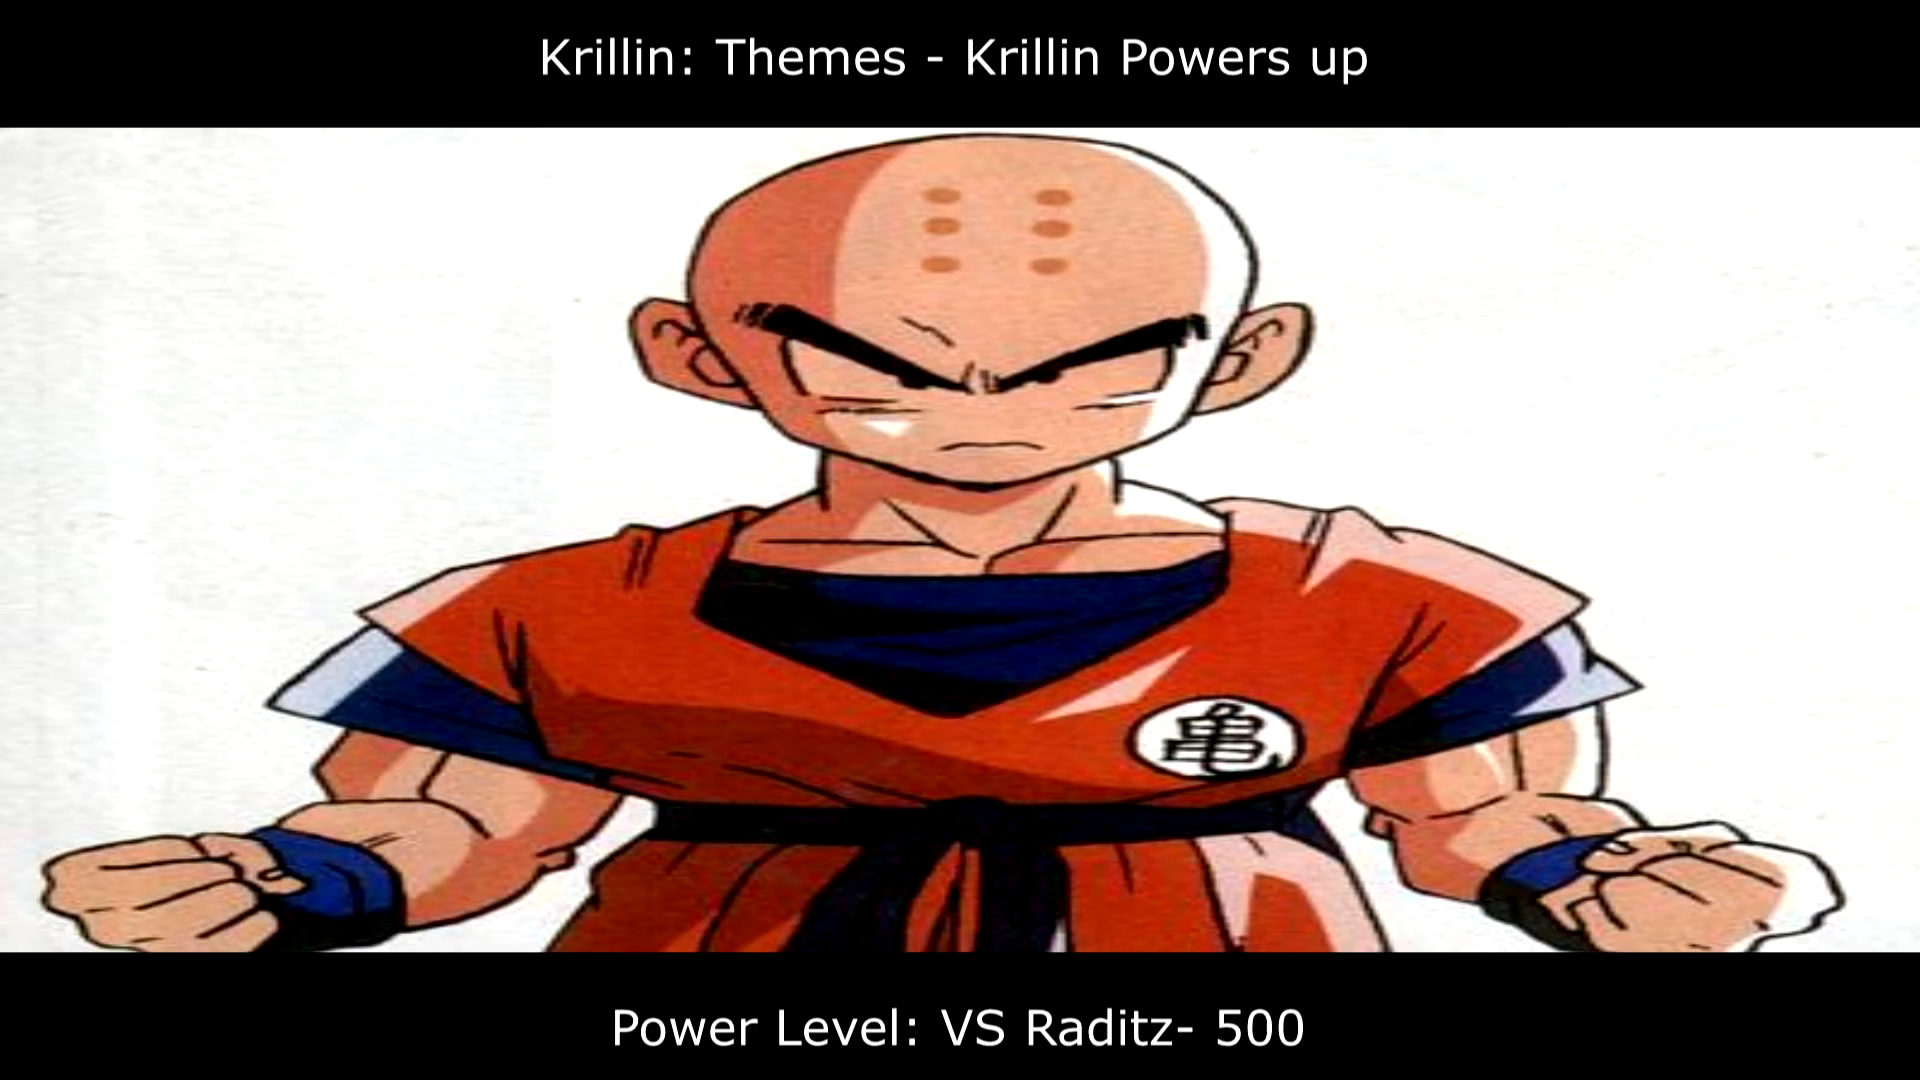 Krillin: Themes - Krillin Powers up
亀
Power Level: VS Raditz- 500